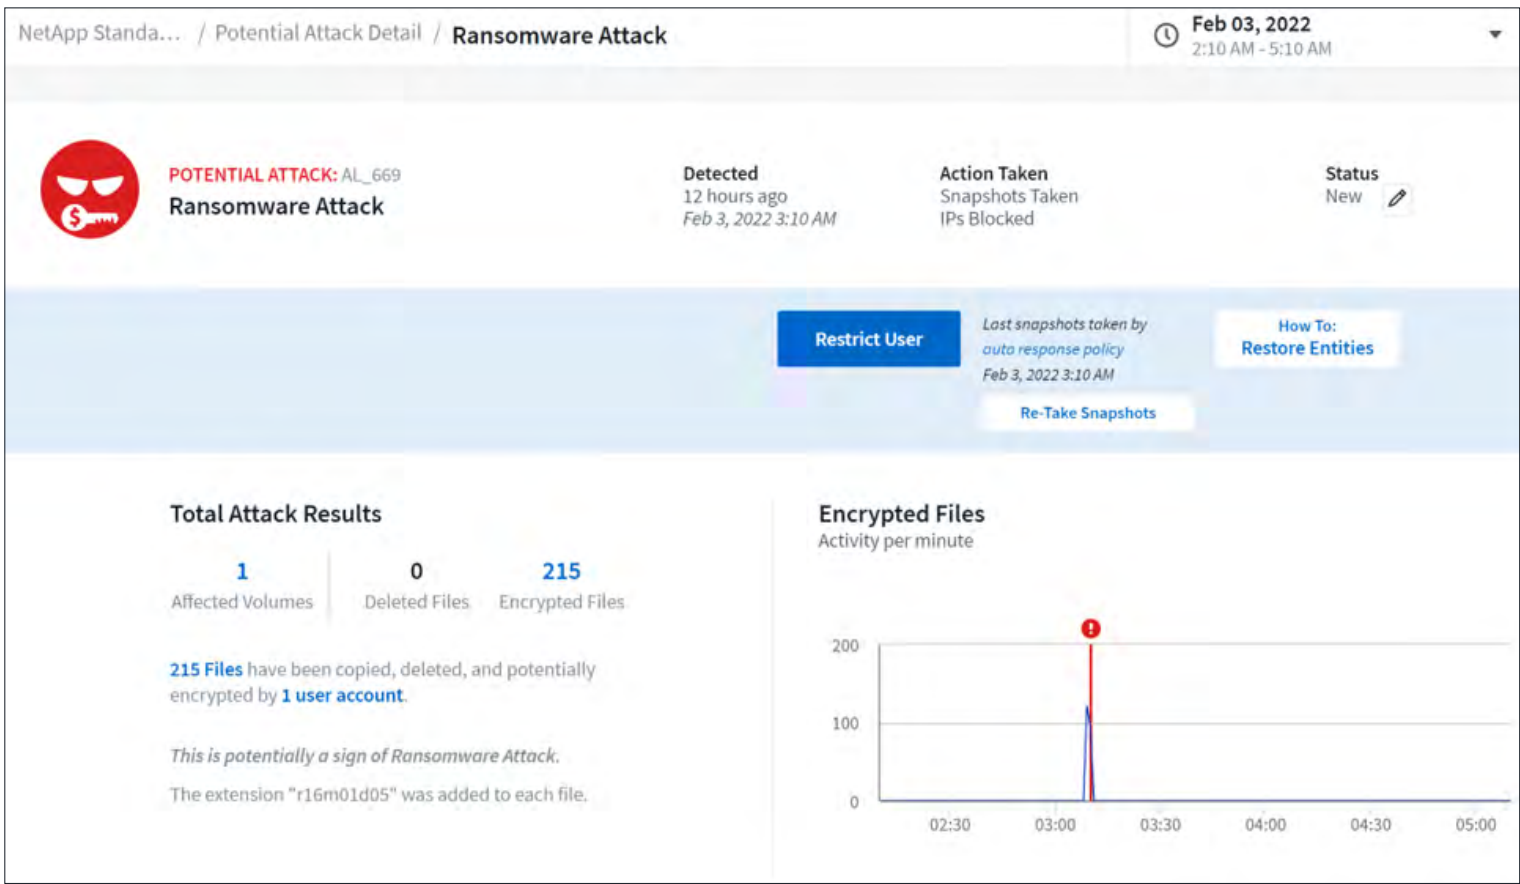 NetApp Standa... / Potential Attack Detail / Ransomware Attack
Feb 03, 2022
2:10 AM - 5:10 AM
POTENTIAL ATTACK: AL_669
Ransomware Attack
Detected
12 hours ago
Feb 3, 2022 3:10 AM
Action Taken
Snapshots Taken
IPs Blocked
Status
New
Restrict User
Last snapshots taken by
auto response policy
Feb 3, 2022 3:10 AM
Re-Take Snapshots
How To:
Restore Entities
Total Attack Results
1
Affected Volumes
0
Deleted Files
215
Encrypted Files
215 Files have been copied, deleted, and potentially
encrypted by 1 user account.
This is potentially a sign of Ransomware Attack.
The extension "r16m01d05" was added to each file.
Encrypted Files
Activity per minute
200
100
0
02:30 03:00 03:30 04:00 04:30 05:00